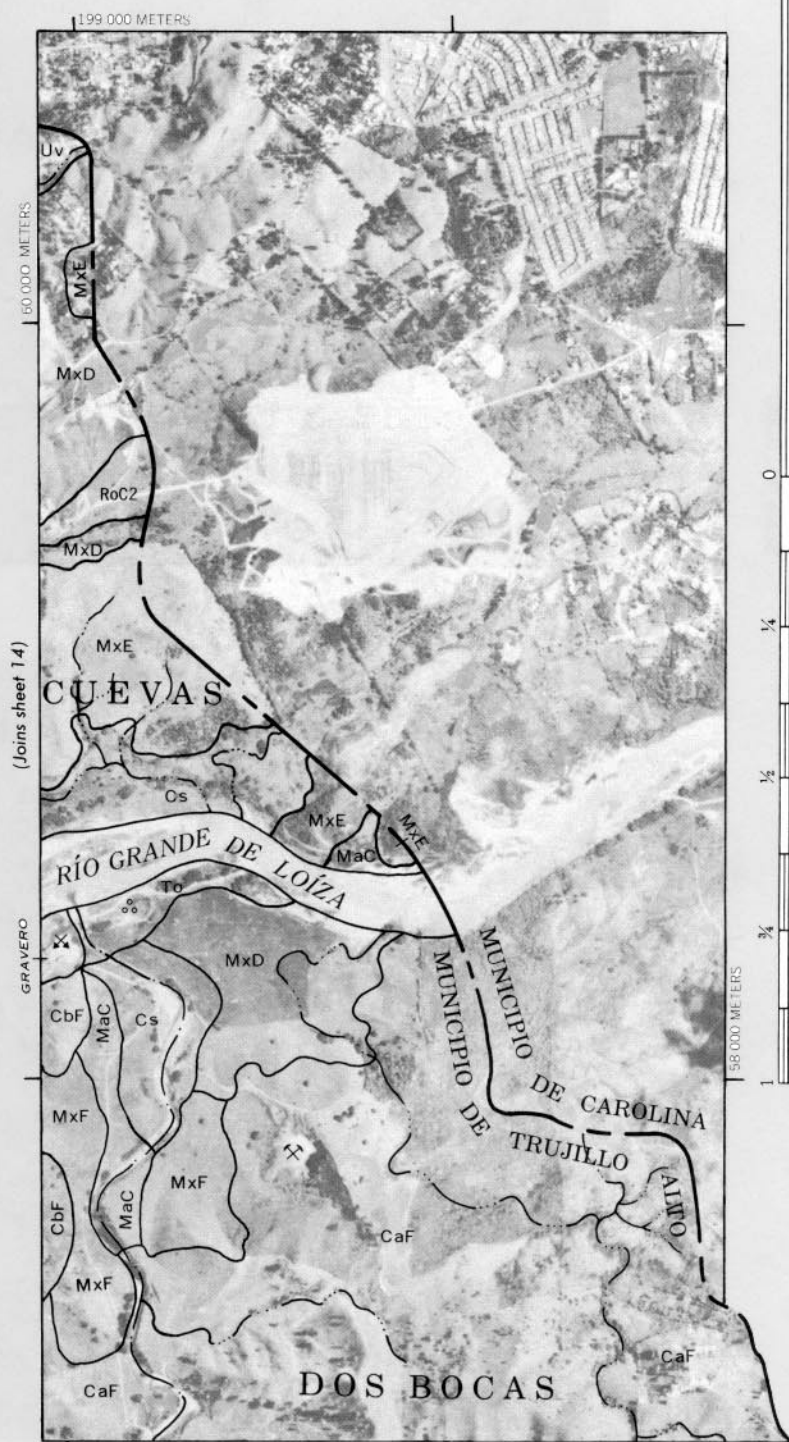 199 000 METERS
Uv
60 000 METERS
MxE
MxD
RoC2
MxD
0
MxE
1/4
(Joins sheet 14)
CUEVAS
Cs
1/2
MxE
MxE
MaC
RÍO GRANDE DE LOÍZA
To
GRAVERO
MxD
3/4
MUNICIPIO DE CAROLINA
MUNICIPIO DE TRUJILLO ALTO
CbF
MaC
Cs
58 000 METERS
1
MxF
MxF
CbF
MaC
CaF
MxF
CaF
CaF
DOS BOCAS